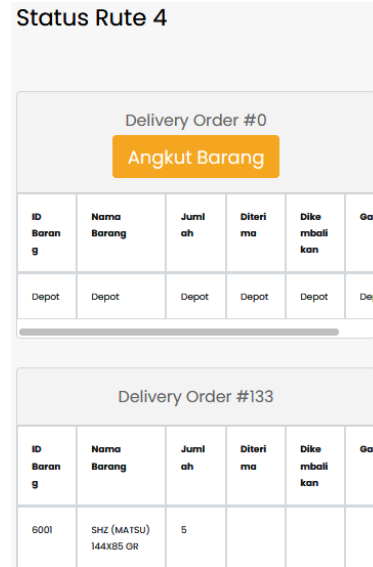 Status Rute 4
Delivery Order #0
Angkut Barang
ID Nama Juml Diteri Dike Ga
Baran Barang ah ma mbali
g kan
Depot Depot Depot Depot Depot De
Delivery Order #133
ID Nama Juml Diteri Dike Ga
Baran Barang ah ma mbali
g kan
6001 SHZ (MATSU) 5
144X85 GR